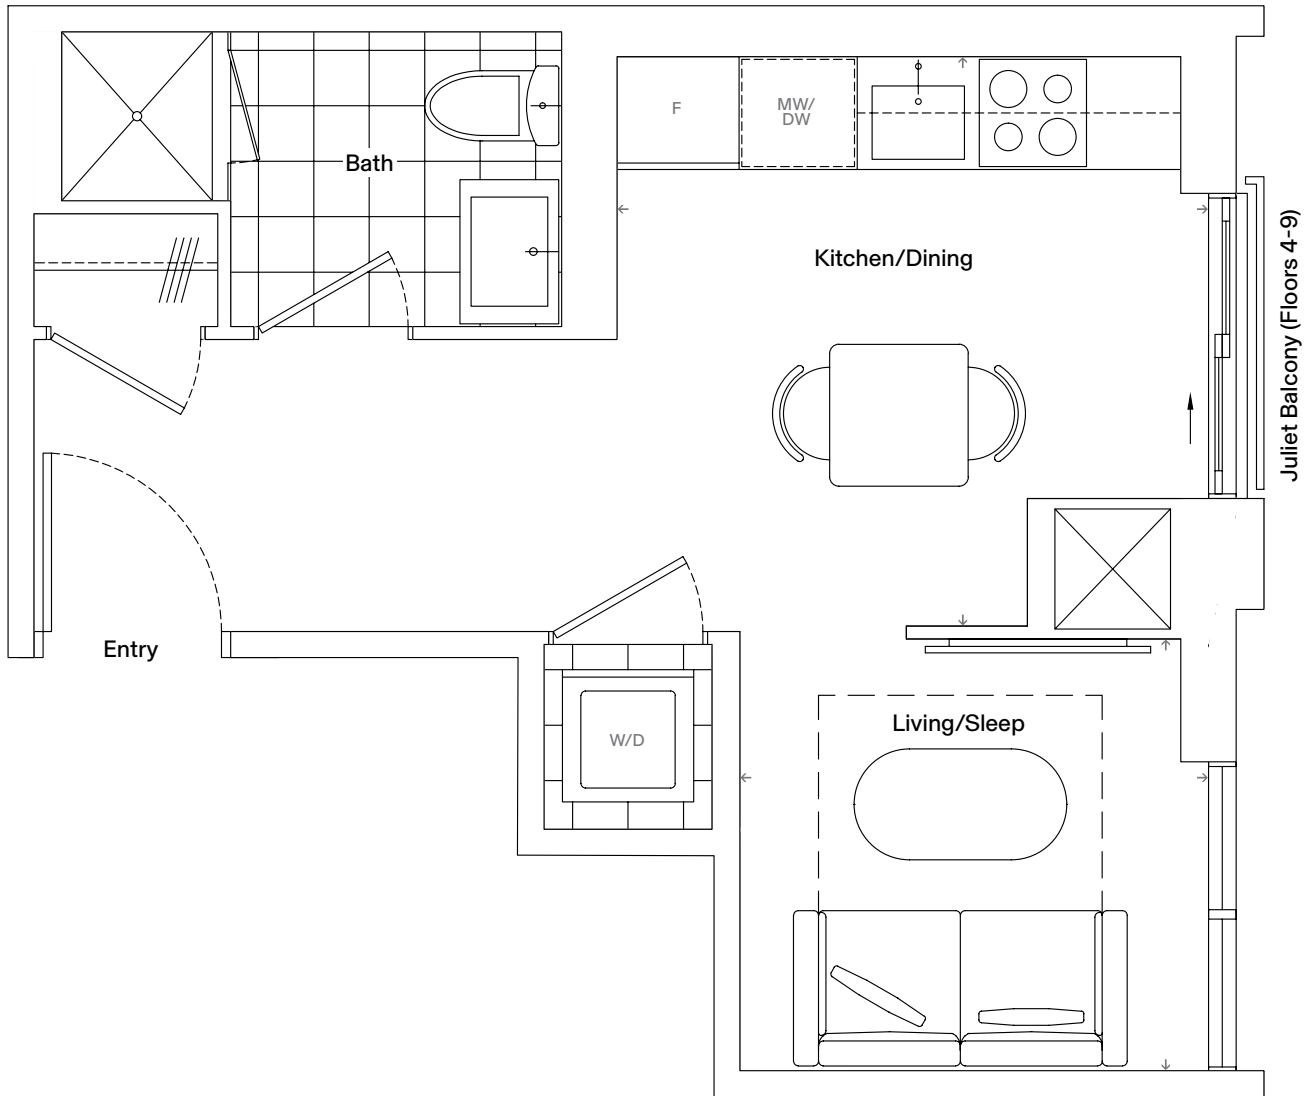 F
MW/
DW
Bath
Kitchen/Dining
Juliet Balcony (Floors 4-9)
Entry
Living/Sleep
W/D